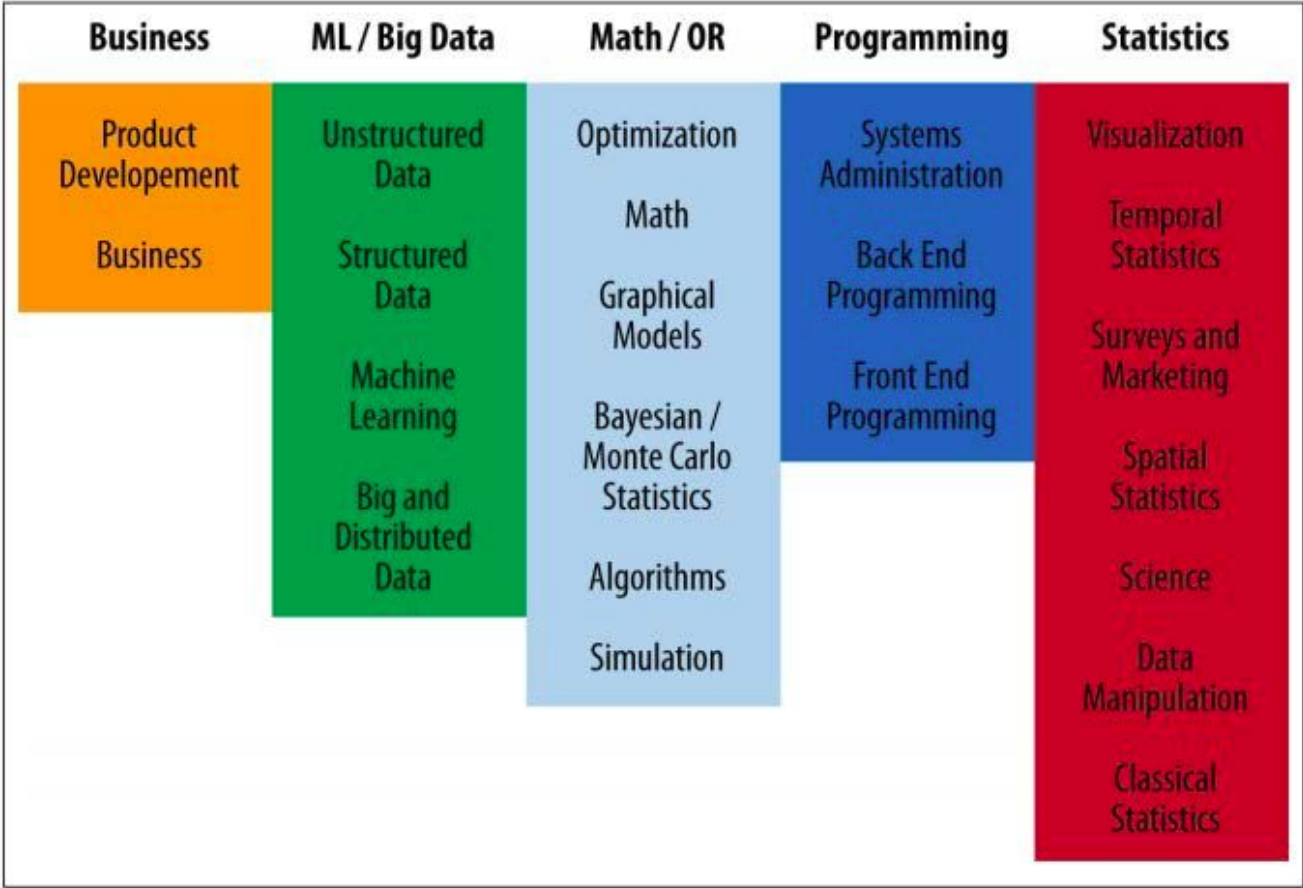 Business
ML / Big Data
Math / OR
Programming
Statistics
Product
Developement
Business
Unstructured
Data
Structured
Data
Machine
Learning
Big and
Distributed
Data
Optimization
Math
Graphical
Models
Bayesian /
Monte Carlo
Statistics
Algorithms
Simulation
Systems
Administration
Back End
Programming
Front End
Programming
Visualization
Temporal
Statistics
Surveys and
Marketing
Spatial
Statistics
Science
Data
Manipulation
Classical
Statistics